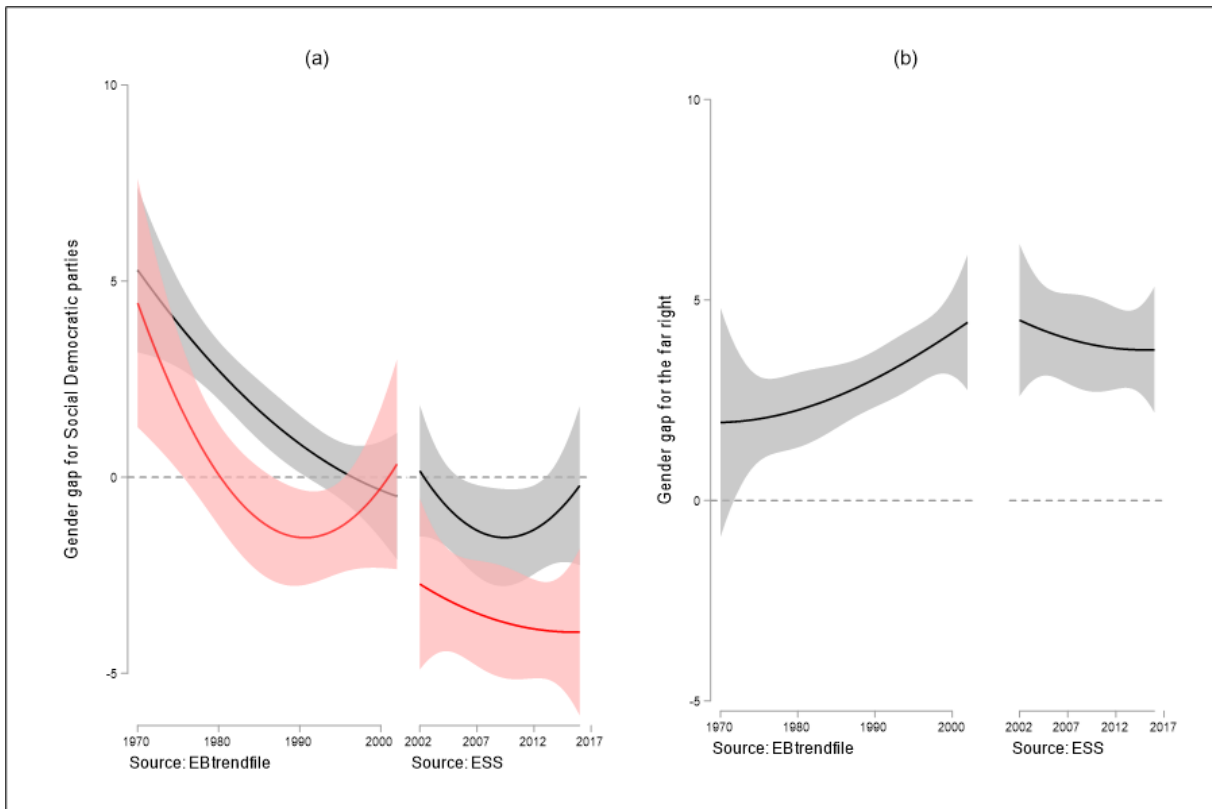 (a)
Gender gap for Social Democratic parties
10
5
0
-5
1970 1980 1990 2000 2002 2007 2012 2017
Source: EBtrendfile Source: ESS
(b)
Gender gap for the far right
10
5
0
-5
1970 1980 1990 2000 2002 2007 2012 2017
Source: EBtrendfile Source: ESS